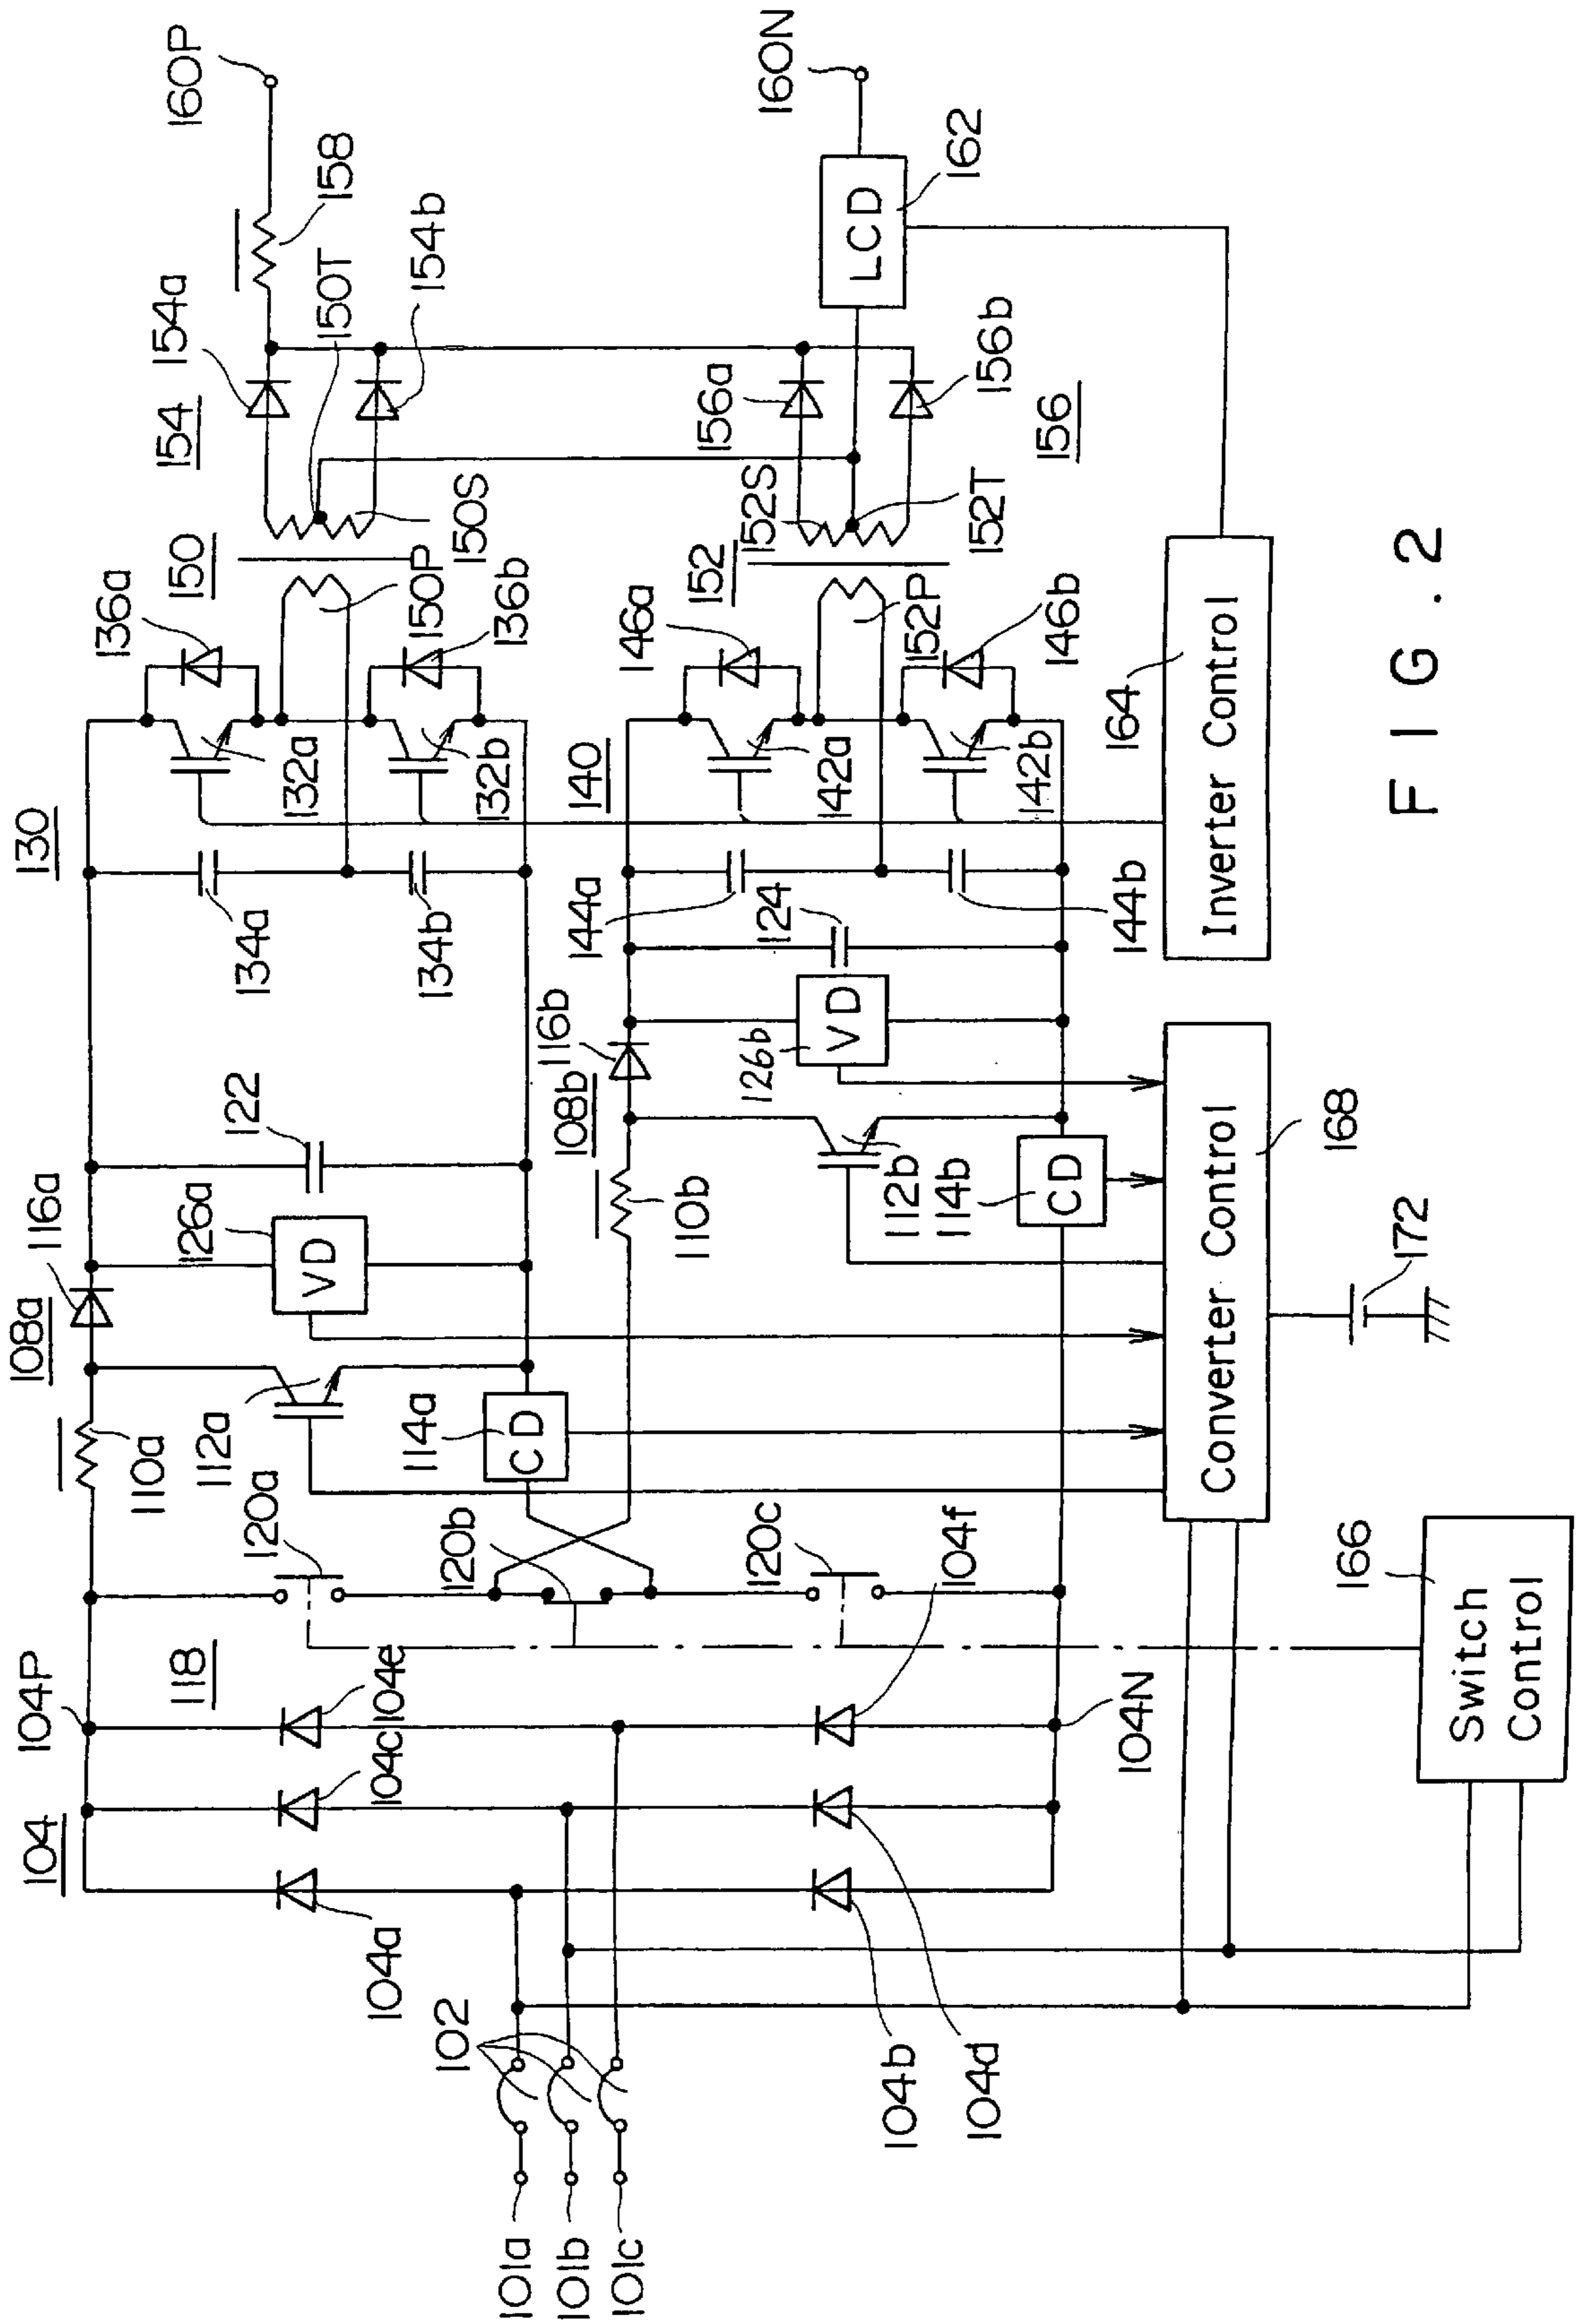 FIG. 2
104
104P
118
108a
116a
130
110a
112a
120a
114a
126a
122
134a
134b
132a
132b
136a
136b
150
150P
150S
150T
154
154a
154b
158
160P
VD
CD
120b
120c
104a
104b
104c
104d
104e
104f
104N
102
101a
101b
101c
110b
108b
116b
112b
114b
CD
126b
VD
124
140
144a
144b
142a
142b
146a
146b
152
152P
152S
152T
156
156a
156b
LCD
162
160N
Switch
Control
166
Converter Control
168
172
Inverter Control
164